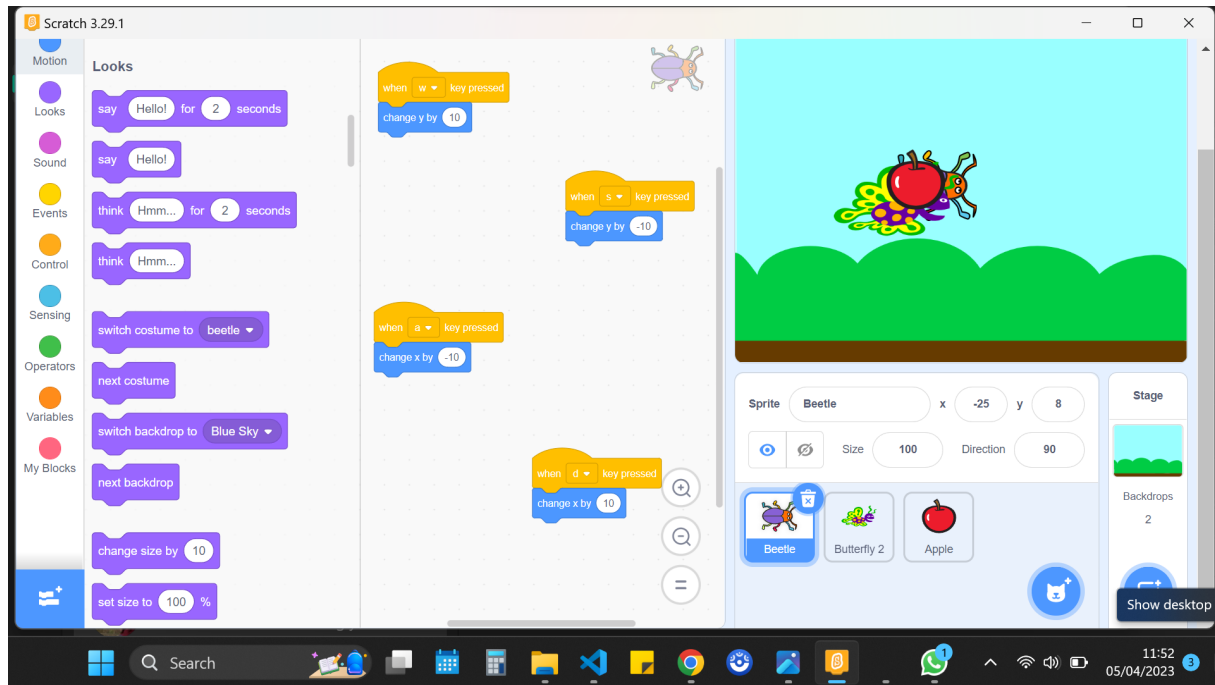 Scratch 3.29.1
Motion
Looks
Sound
Events
Control
Sensing
Operators
Variables
My Blocks
Looks
say Hello! for 2 seconds
say Hello!
think Hmm... for 2 seconds
think Hmm...
switch costume to beetle
next costume
switch backdrop to Blue Sky
next backdrop
change size by 10
set size to 100 %
when w key pressed
change y by 10
when s key pressed
change y by -10
when a key pressed
change x by -10
when d key pressed
change x by 10
Sprite Beetle x -25 y 8
Size 100 Direction 90
Beetle
Butterfly 2
Apple
Stage
Backdrops
2
Show desktop
Search
1
11:52
05/04/2023
3